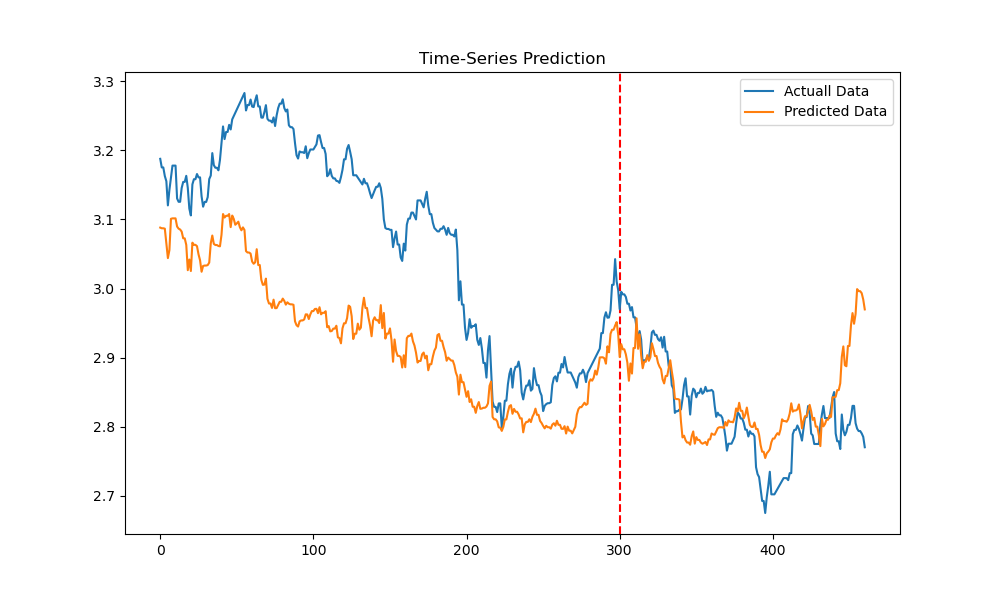 Time-Series Prediction
Actuall Data
Predicted Data
3.3
3.2
3.1
3.0
2.9
2.8
2.7
0 100 200 300 400